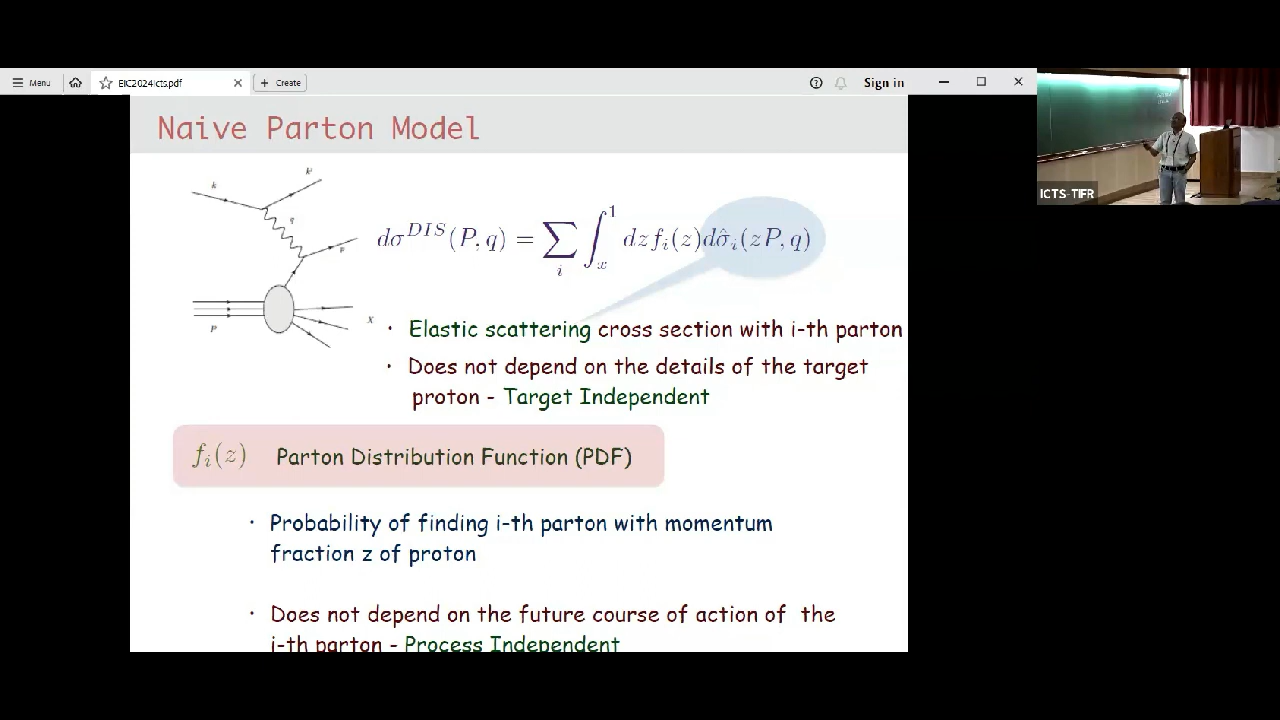 Menu
EIC2024Icts.pdf
Create
Sign in
Naive Parton Model
k
k'
q
P
p
X
dσ^{DIS}(P, q) = ∑_i ∫_x^1 dz f_i(z) dσ̂_i(zP, q)
· Elastic scattering cross section with i-th parton
· Does not depend on the details of the target
proton - Target Independent
f_i(z) Parton Distribution Function (PDF)
· Probability of finding i-th parton with momentum
fraction z of proton
· Does not depend on the future course of action of the
i-th parton - Process Independent
ICTS-TIFR